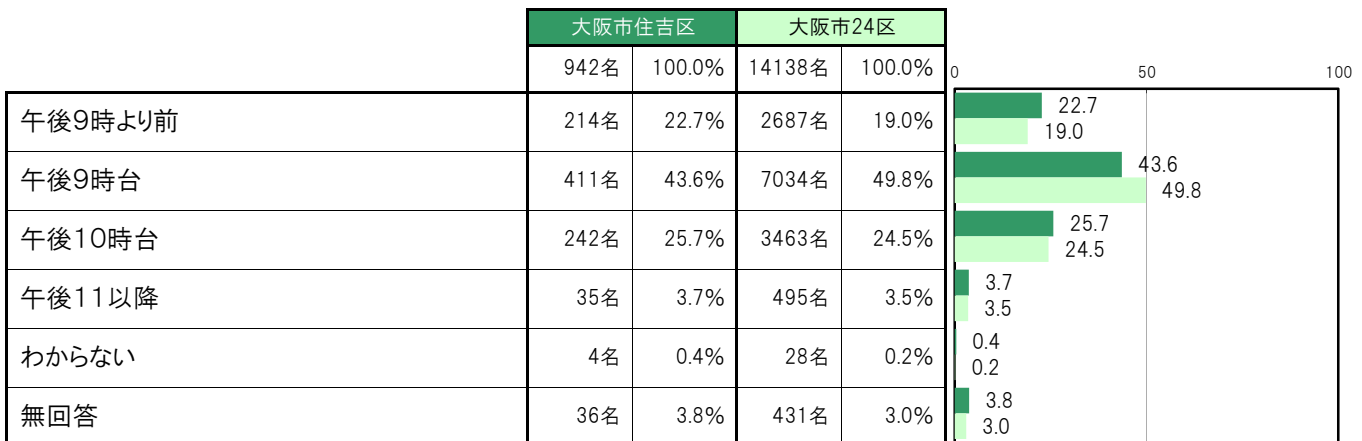 大阪市住吉区 大阪市24区
942名 100.0% 14138名 100.0% 0 50 100
午後9時より前 214名 22.7% 2687名 19.0% 22.7
19.0
午後9時台 411名 43.6% 7034名 49.8% 43.6
49.8
午後10時台 242名 25.7% 3463名 24.5% 25.7
24.5
午後11以降 35名 3.7% 495名 3.5% 3.7
3.5
わからない 4名 0.4% 28名 0.2% 0.4
0.2
無回答 36名 3.8% 431名 3.0% 3.8
3.0